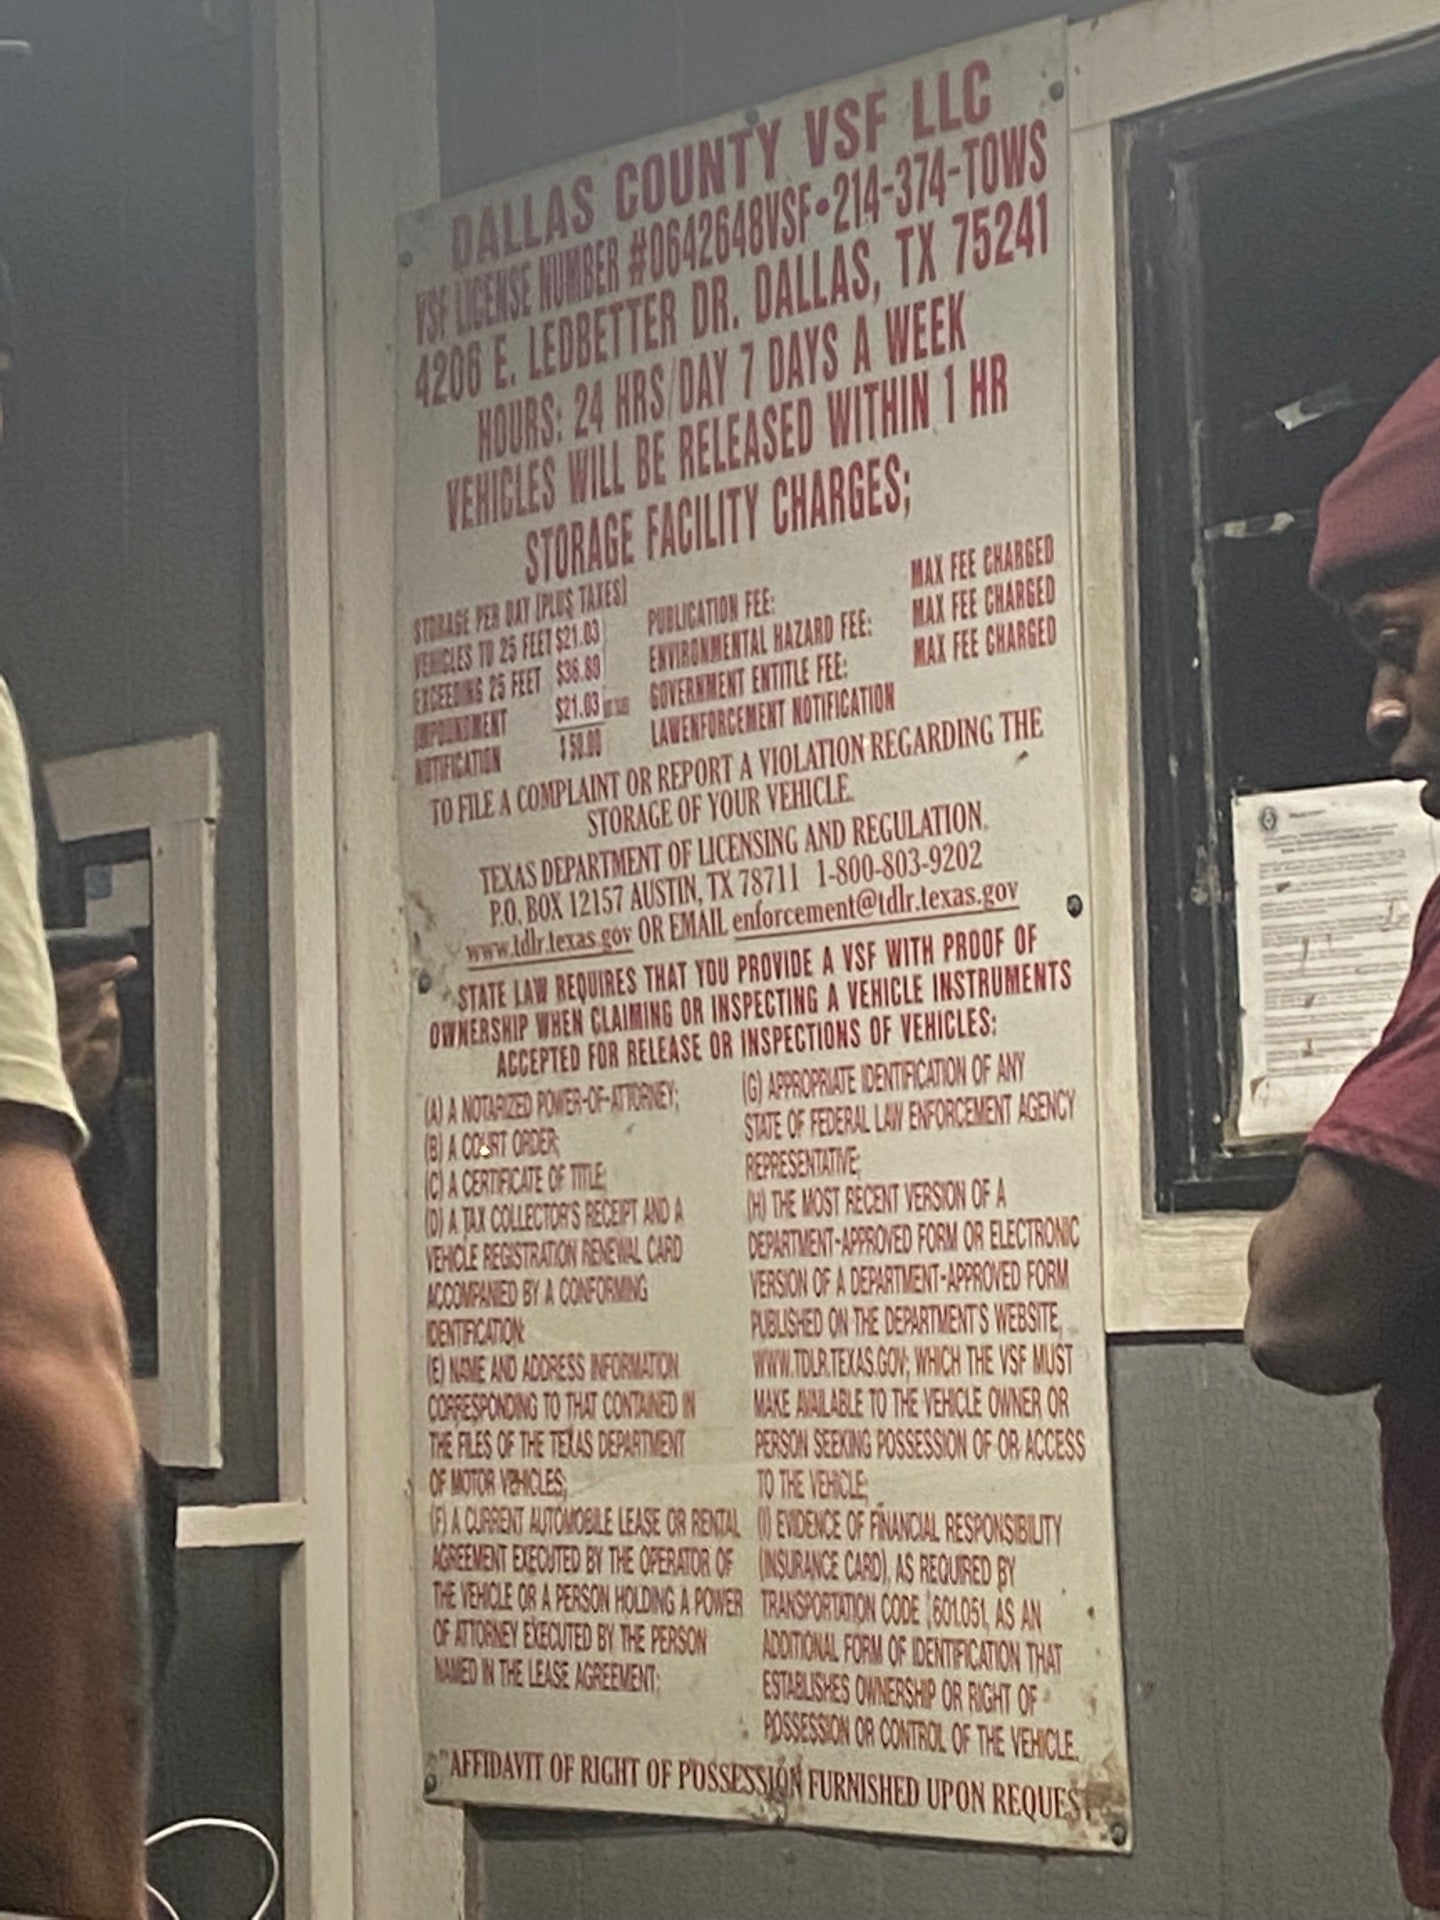 DALLAS COUNTY VSF LLC
VSF LICENSE NUMBER #0642648VSF•214-374-TOWS
4206 E. LEDBETTER DR. DALLAS, TX 75241
HOURS: 24 HRS/DAY 7 DAYS A WEEK
VEHICLES WILL BE RELEASED WITHIN 1 HR
STORAGE FACILITY CHARGES;
STORAGE PER DAY (PLUS TAXES)
VEHICLES TO 25 FEET $21.03
EXCEEDING 25 FEET $36.80
IMPOUNDMENT $21.03
NOTIFICATION $50.00
PUBLICATION FEE: MAX FEE CHARGED
ENVIRONMENTAL HAZARD FEE: MAX FEE CHARGED
GOVERNMENT ENTITLE FEE: MAX FEE CHARGED
LAWENFORCEMENT NOTIFICATION
TO FILE A COMPLAINT OR REPORT A VIOLATION REGARDING THE
STORAGE OF YOUR VEHICLE.
TEXAS DEPARTMENT OF LICENSING AND REGULATION.
P.O. BOX 12157 AUSTIN, TX 78711 1-800-803-9202
www.tdlr.texas.gov OR EMAIL enforcement@tdlr.texas.gov
STATE LAW REQUIRES THAT YOU PROVIDE A VSF WITH PROOF OF
OWNERSHIP WHEN CLAIMING OR INSPECTING A VEHICLE INSTRUMENTS
ACCEPTED FOR RELEASE OR INSPECTIONS OF VEHICLES:
(A) A NOTARIZED POWER-OF-ATTORNEY;
(B) A COURT ORDER;
(C) A CERTIFICATE OF TITLE;
(D) A TAX COLLECTOR'S RECEIPT AND A
VEHICLE REGISTRATION RENEWAL CARD
ACCOMPANIED BY A CONFORMING
IDENTIFICATION:
(E) NAME AND ADDRESS INFORMATION
CORRESPONDING TO THAT CONTAINED IN
THE FILES OF THE TEXAS DEPARTMENT
OF MOTOR VEHICLES;
(F) A CURRENT AUTOMOBILE LEASE OR RENTAL
AGREEMENT EXECUTED BY THE OPERATOR OF
THE VEHICLE OR A PERSON HOLDING A POWER
OF ATTORNEY EXECUTED BY THE PERSON
NAMED IN THE LEASE AGREEMENT;
(G) APPROPRIATE IDENTIFICATION OF ANY
STATE OF FEDERAL LAW ENFORCEMENT AGENCY
REPRESENTATIVE;
(H) THE MOST RECENT VERSION OF A
DEPARTMENT-APPROVED FORM OR ELECTRONIC
VERSION OF A DEPARTMENT-APPROVED FORM
PUBLISHED ON THE DEPARTMENT'S WEBSITE,
WWW.TDLR.TEXAS.GOV; WHICH THE VSF MUST
MAKE AVAILABLE TO THE VEHICLE OWNER OR
PERSON SEEKING POSSESSION OF OR ACCESS
TO THE VEHICLE;
(I) EVIDENCE OF FINANCIAL RESPONSIBILITY
(INSURANCE CARD), AS REQUIRED BY
TRANSPORTATION CODE 601.051, AS AN
ADDITIONAL FORM OF IDENTIFICATION THAT
ESTABLISHES OWNERSHIP OR RIGHT OF
POSSESSION OR CONTROL OF THE VEHICLE.
"AFFIDAVIT OF RIGHT OF POSSESSION FURNISHED UPON REQUEST